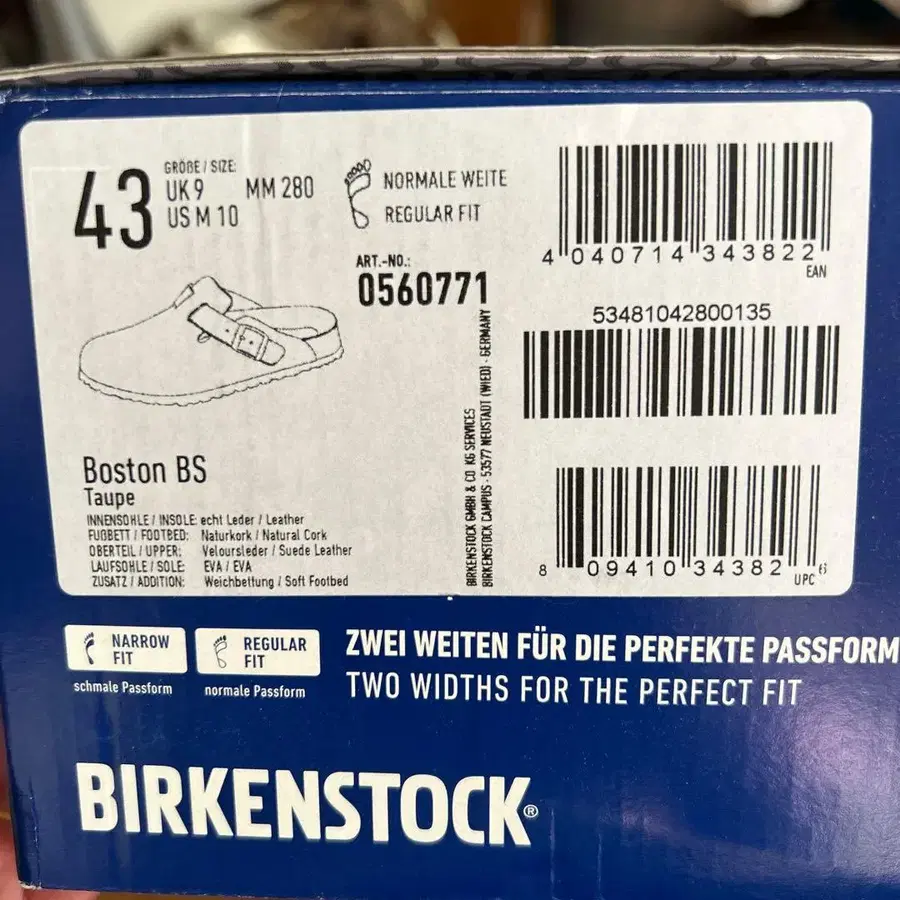 43
GRÖßE / SIZE:
UK 9 MM 280
US M 10
NORMALE WEITE
REGULAR FIT
ART.-NO.:
0560771
4 040714 343822
EAN
53481042800135
8 09410 34382 6
UPC
Boston BS
Taupe
INNENSOHLE / INSOLE: echt Leder / Leather
FUßBETT / FOOTBED: Naturkork / Natural Cork
OBERTEIL / UPPER: Veloursleder / Suede Leather
LAUFSOHLE / SOLE: EVA / EVA
ZUSATZ / ADDITION: Weichbettung / Soft Footbed
BIRKENSTOCK GMBH & CO KG SERVICES
BIRKENSTOCK CAMPUS - 53577 NEUSTADT (WIED) - GERMANY
NARROW FIT
schmale Passform
REGULAR FIT
normale Passform
ZWEI WEITEN FÜR DIE PERFEKTE PASSFORM
TWO WIDTHS FOR THE PERFECT FIT
BIRKENSTOCK®